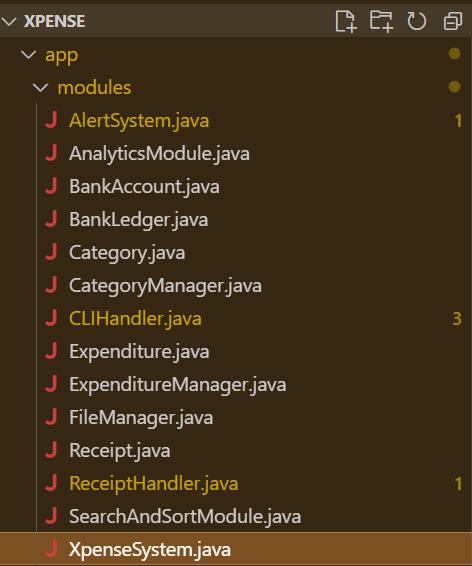 XPENSE
app
modules
J AlertSystem.java 1
J AnalyticsModule.java
J BankAccount.java
J BankLedger.java
J Category.java
J CategoryManager.java
J CLIHandler.java 3
J Expenditure.java
J ExpenditureManager.java
J FileManager.java
J Receipt.java
J ReceiptHandler.java 1
J SearchAndSortModule.java
J XpenseSystem.java